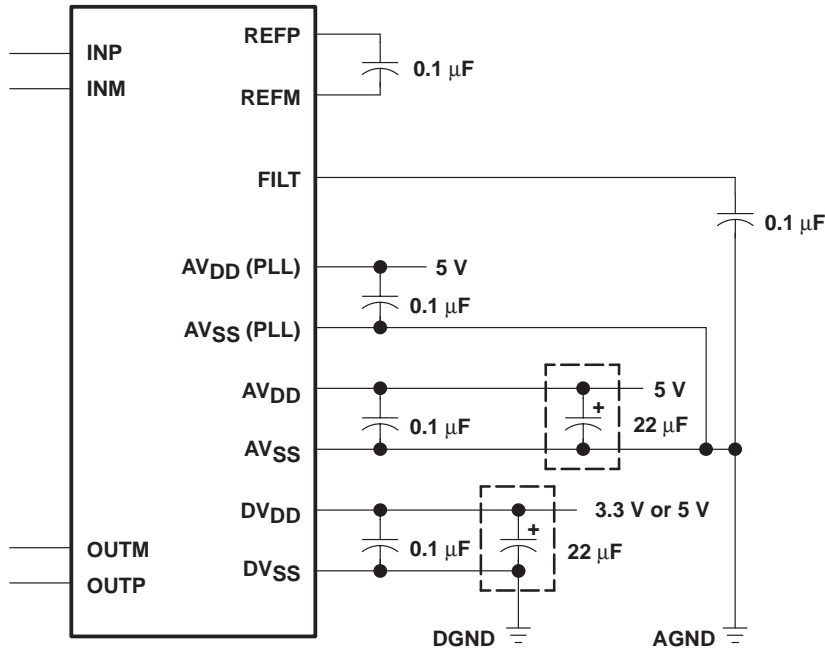 REFP
INP
0.1 μF
INM
REFM
FILT
0.1 μF
AVDD (PLL)
5 V
0.1 μF
AVSS (PLL)
AVDD
5 V
+
0.1 μF
22 μF
AVSS
DVDD
3.3 V or 5 V
+
OUTM
0.1 μF
22 μF
DVSS
OUTP
DGND
AGND